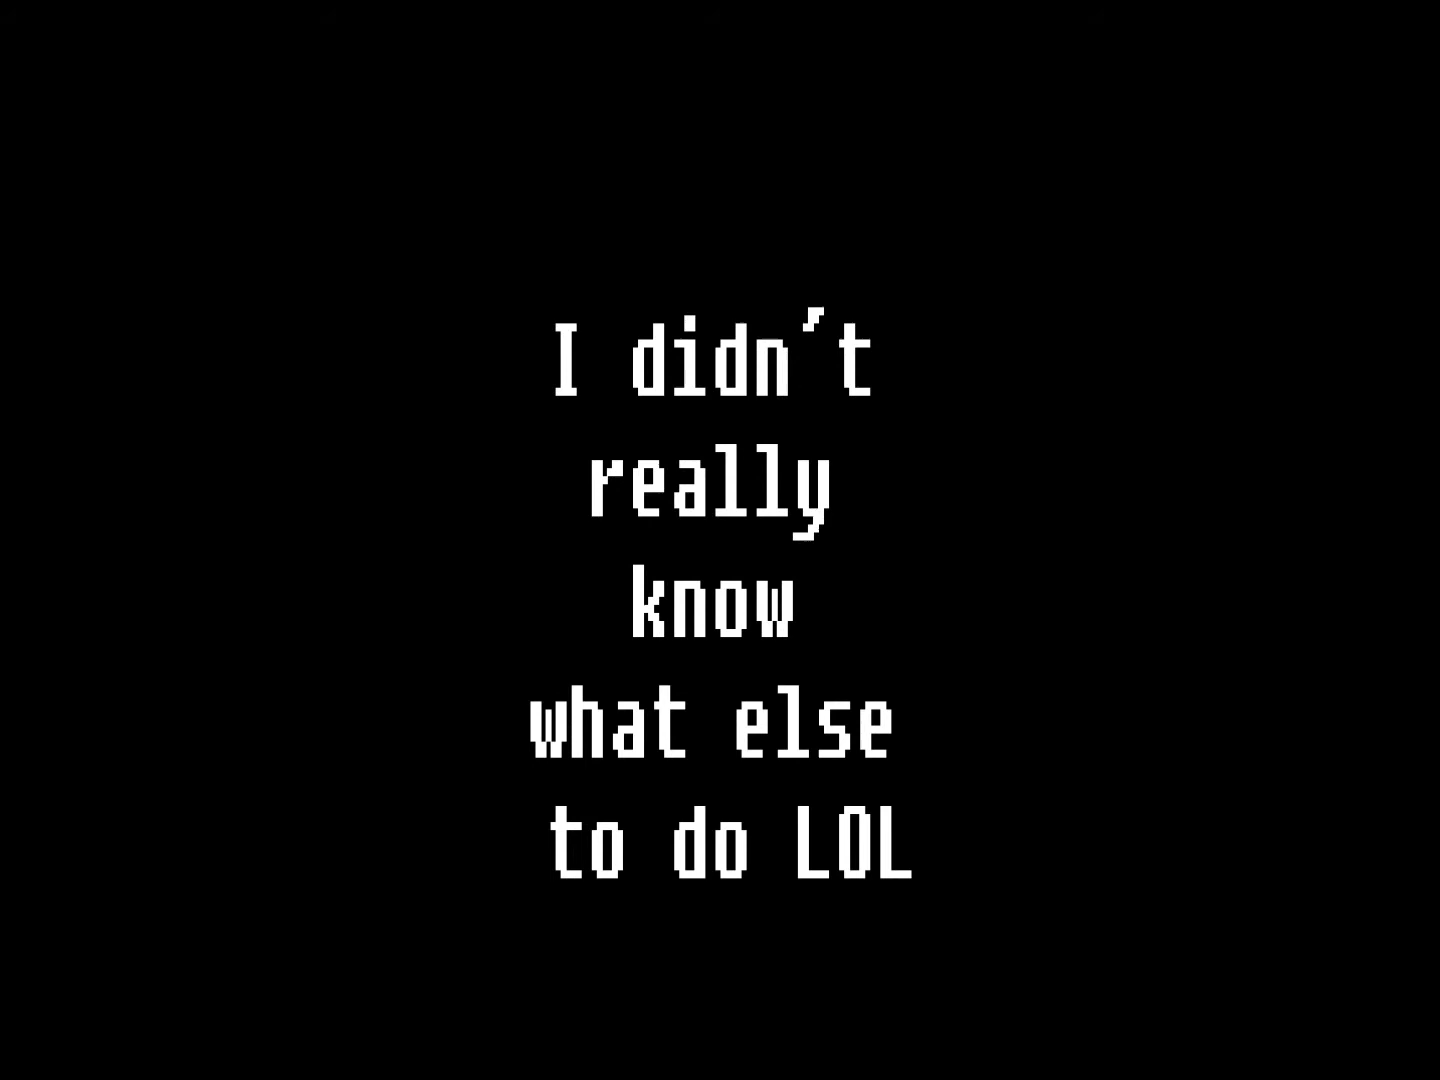 I didn´t
really
know
what else
to do LOL